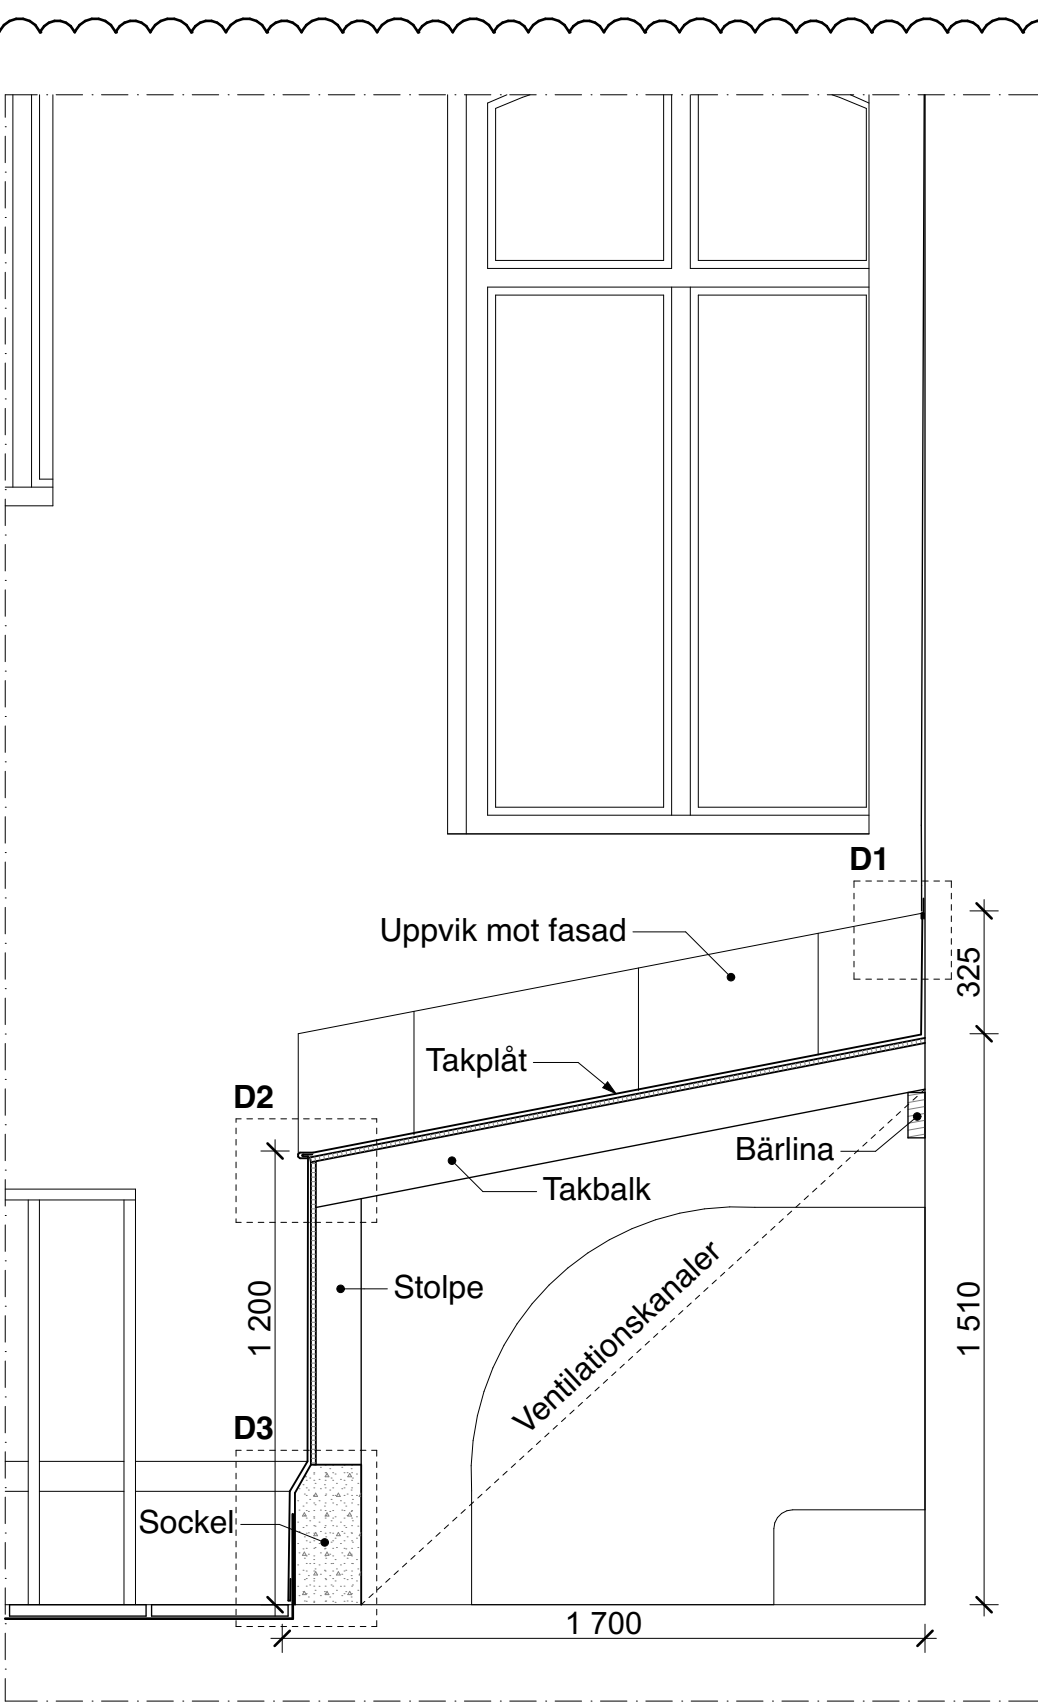 D1
Uppvik mot fasad
325
Takplåt
D2
Bärlina
Takbalk
Ventilationskanaler
Stolpe
1 200
1 510
D3
Sockel
1 700